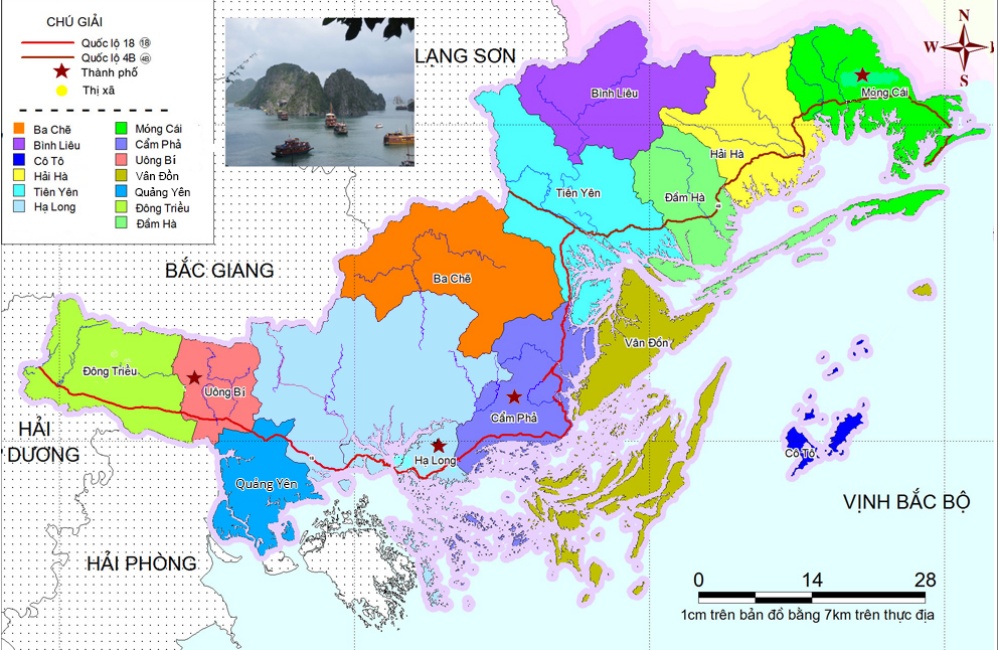 CHÚ GIẢI
Quốc lộ 18 18
Quốc lộ 4B 4B
Thành phố
Thị xã
Ba Chẽ
Bình Liêu
Cô Tô
Hải Hà
Tiên Yên
Hạ Long
Móng Cái
Cẩm Phả
Uông Bí
Vân Đồn
Quảng Yên
Đông Triều
Đầm Hà
LẠNG SƠN
N
W
S
Bình Liêu
Móng Cái
Hải Hà
Tiên Yên
Đầm Hà
18
BẮC GIANG
Ba Chẽ
Vân Đồn
Đông Triều
Uông Bí
Cẩm Phả
HẢI
DƯƠNG
Hạ Long
18
Cô Tô
Quảng Yên
VỊNH BẮC BỘ
HẢI PHÒNG
0 14 28
1cm trên bản đồ bằng 7km trên thực địa